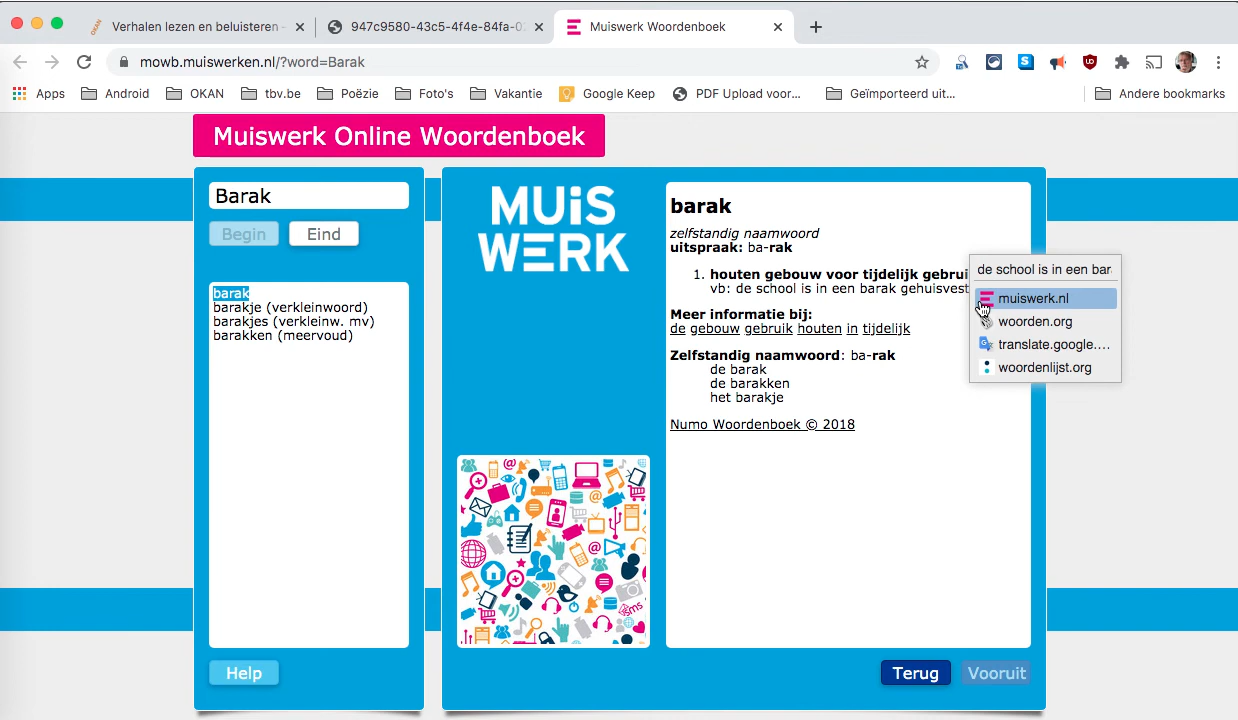 Verhalen lezen en beluisteren -
947c9580-43c5-4f4e-84fa-0
Muiswerk Woordenboek
mowb.muiswerken.nl/?word=Barak
Apps
Android
OKAN
tbv.be
Poëzie
Foto's
Vakantie
Google Keep
PDF Upload voor...
Geïmporteerd uit...
Andere bookmarks
Muiswerk Online Woordenboek
Barak
Begin
Eind
barak
barakje (verkleinwoord)
barakjes (verkleinw. mv)
barakken (meervoud)
Help
MUiS
WERK
barak
zelfstandig naamwoord
uitspraak: ba-rak
1. houten gebouw voor tijdelijk gebrui
vb: de school is in een barak gehuisvest
Meer informatie bij:
de gebouw gebruik houten in tijdelijk
Zelfstandig naamwoord: ba-rak
de barak
de barakken
het barakje
Numo Woordenboek © 2018
de school is in een bar
muiswerk.nl
woorden.org
translate.google....
woordenlijst.org
sms
Terug
Vooruit